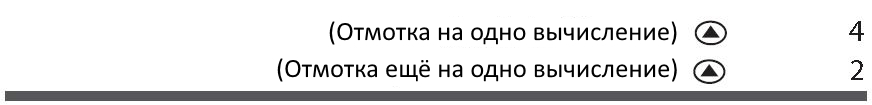 (Отмотка на одно вычисление) 4
(Отмотка ещё на одно вычисление) 2